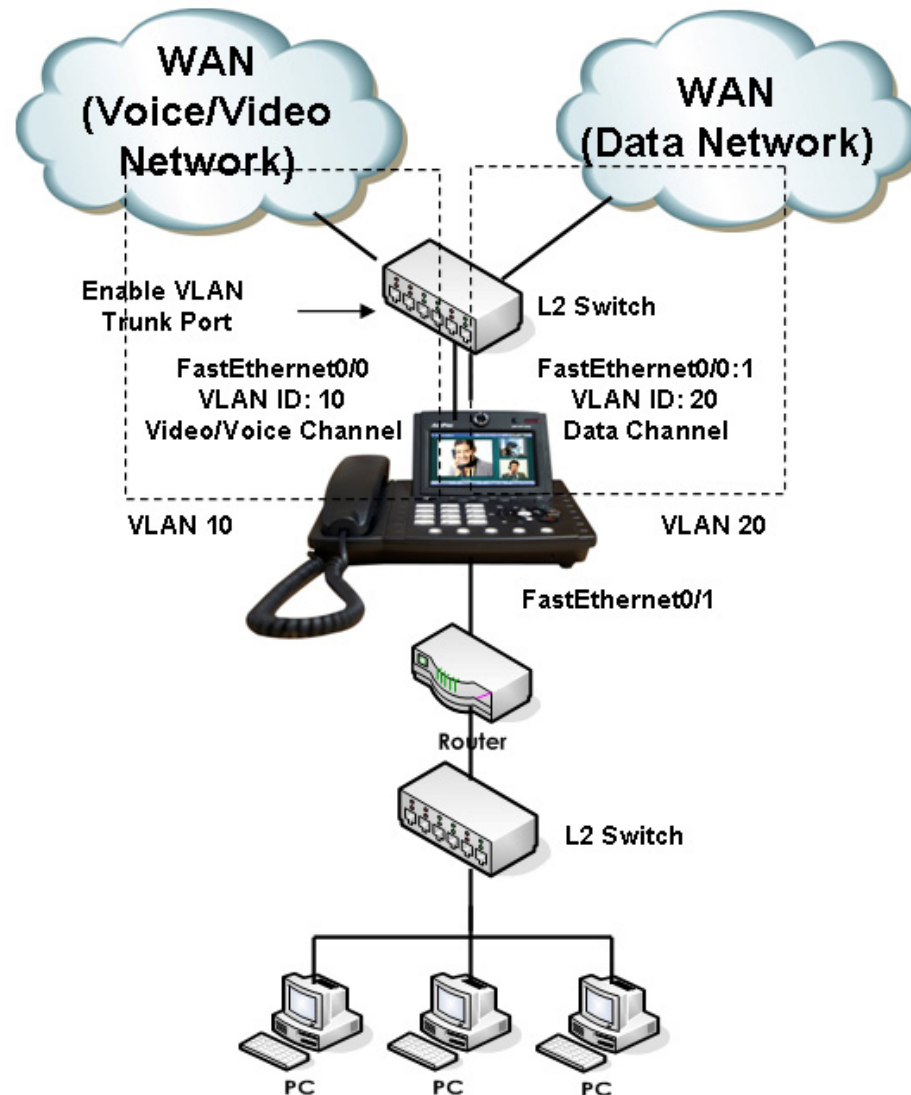 WAN
(Voice/Video
Network)
WAN
(Data Network)
Enable VLAN
Trunk Port
L2 Switch
FastEthernet0/0
VLAN ID: 10
Video/Voice Channel
FastEthernet0/0:1
VLAN ID: 20
Data Channel
VLAN 10
VLAN 20
FastEthernet0/1
Router
L2 Switch
PC
PC
PC